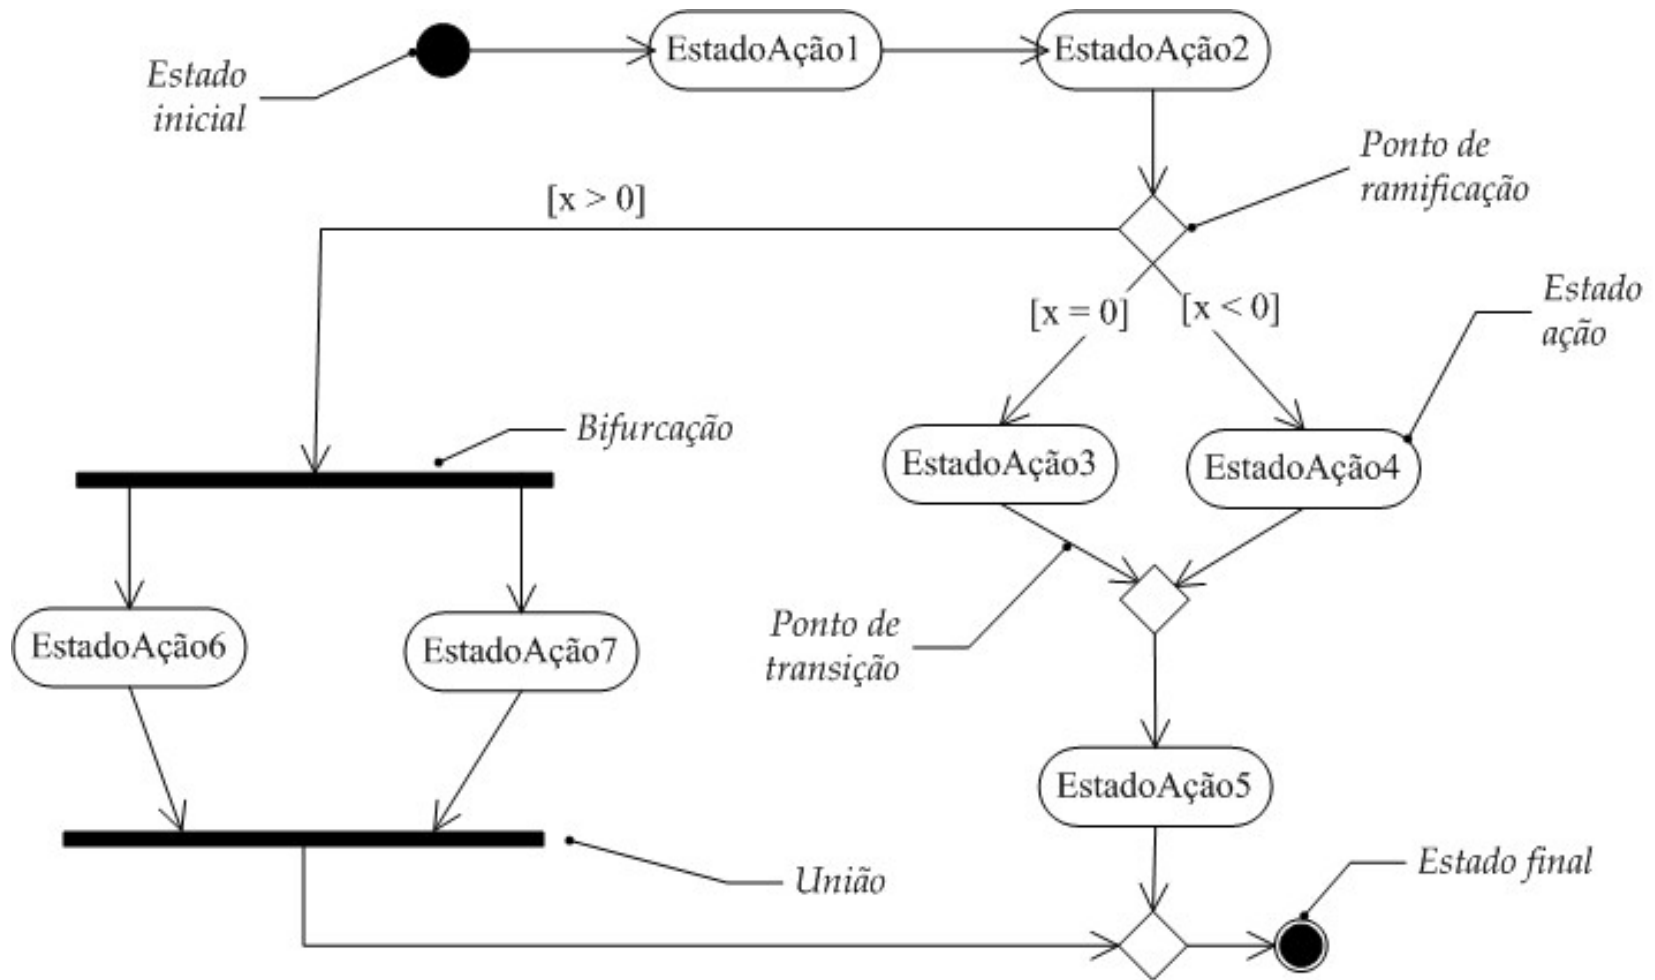 EstadoAção1
EstadoAção2
Estado
inicial
Ponto de
ramificação
[x > 0]
[x = 0]
[x < 0]
Estado
ação
Bifurcação
EstadoAção3
EstadoAção4
Ponto de
transição
EstadoAção6
EstadoAção7
EstadoAção5
União
Estado final